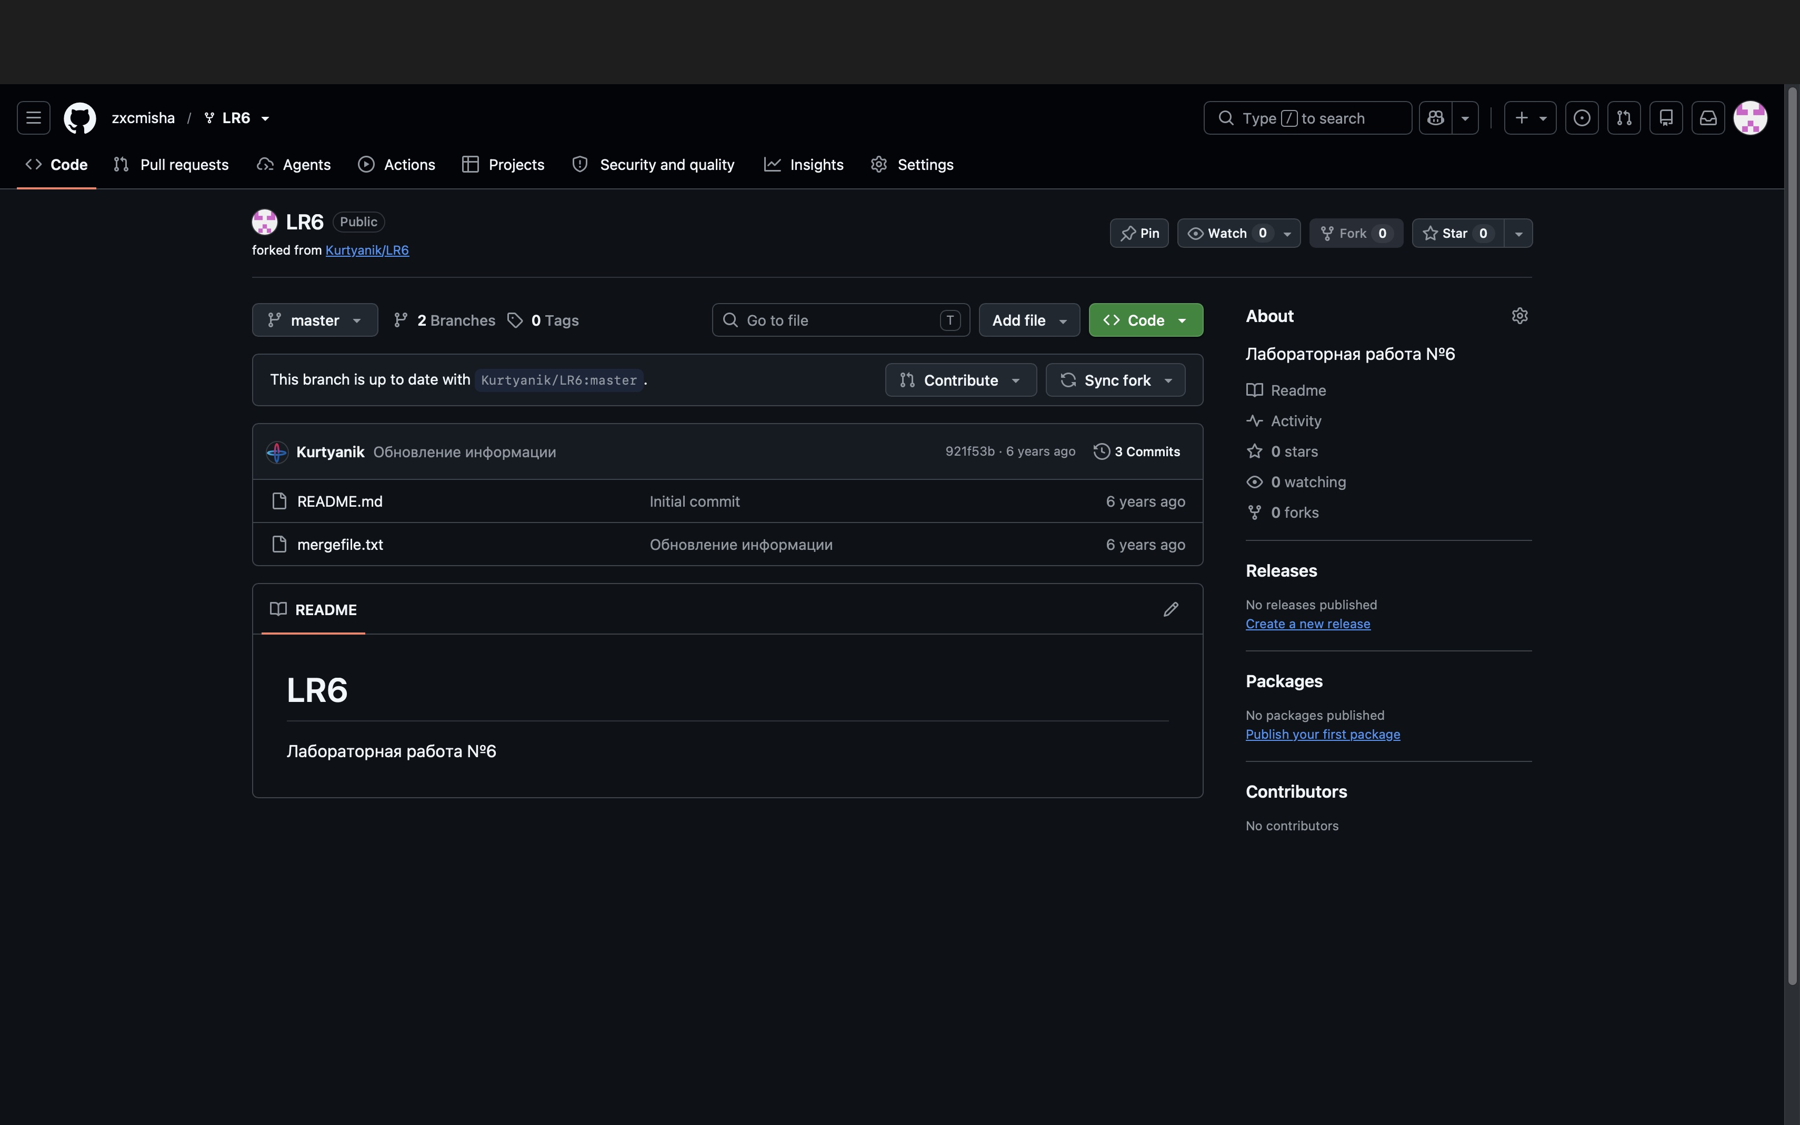 zxcmisha / LR6
Type / to search
Code Pull requests Agents Actions Projects Security and quality Insights Settings
LR6 Public
forked from Kurtyanik/LR6
Pin Watch 0 Fork 0 Star 0
master 2 Branches 0 Tags Go to file T Add file Code
This branch is up to date with Kurtyanik/LR6:master.
Contribute Sync fork
Kurtyanik Обновление информации 921f53b · 6 years ago 3 Commits
README.md Initial commit 6 years ago
mergefile.txt Обновление информации 6 years ago
README
LR6
Лабораторная работа №6
About
Лабораторная работа №6
Readme
Activity
0 stars
0 watching
0 forks
Releases
No releases published
Create a new release
Packages
No packages published
Publish your first package
Contributors
No contributors